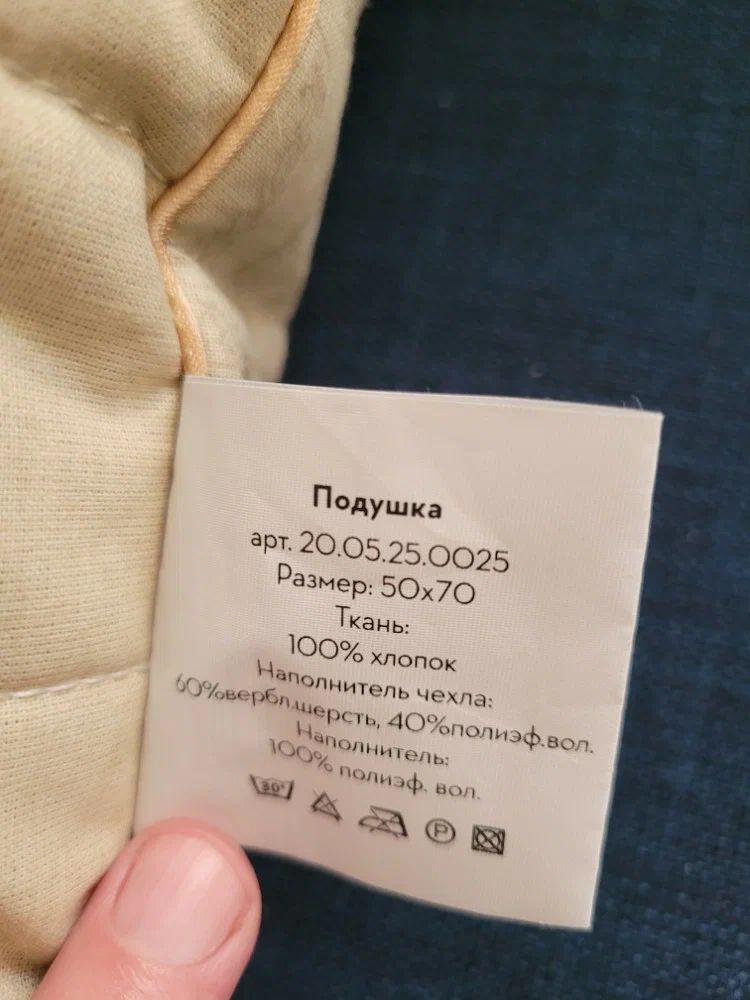 Подушка
арт. 20.05.25.0025
Размер: 50х70
Ткань:
100% хлопок
Наполнитель чехла:
60%вербл.шерсть, 40%полиэф.вол.
Наполнитель:
100% полиэф. вол.
30°
P